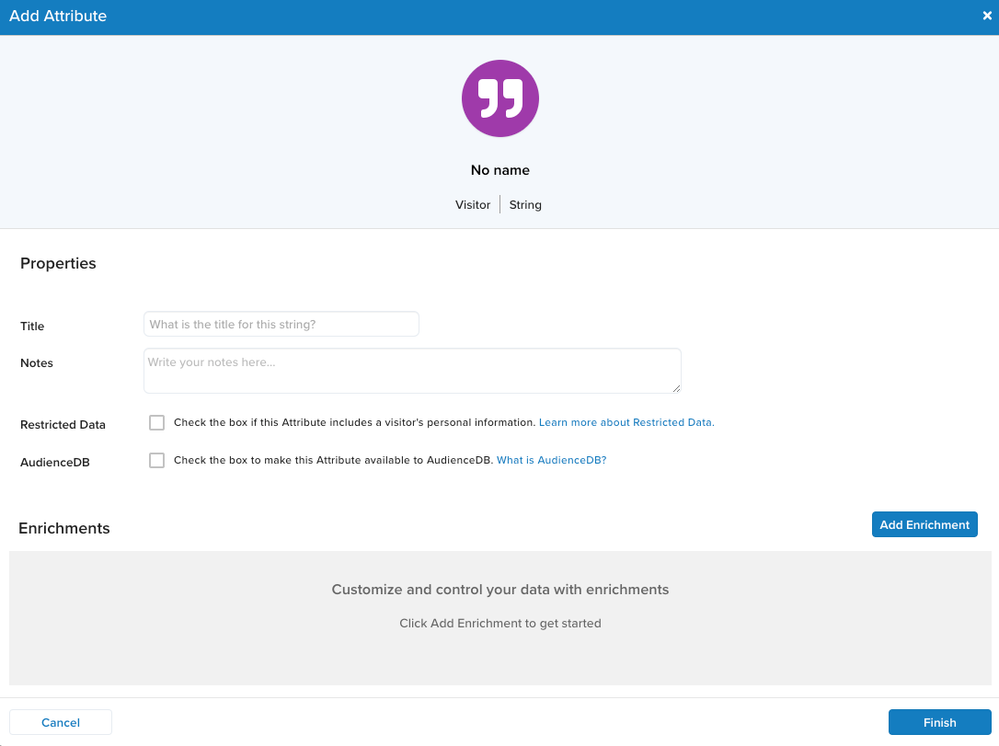 Add Attribute
No name
Visitor String
Properties
Title What is the title for this string?
Notes Write your notes here...
Restricted Data Check the box if this Attribute includes a visitor's personal information. Learn more about Restricted Data.
AudienceDB Check the box to make this Attribute available to AudienceDB. What is AudienceDB?
Enrichments Add Enrichment
Customize and control your data with enrichments
Click Add Enrichment to get started
Cancel Finish